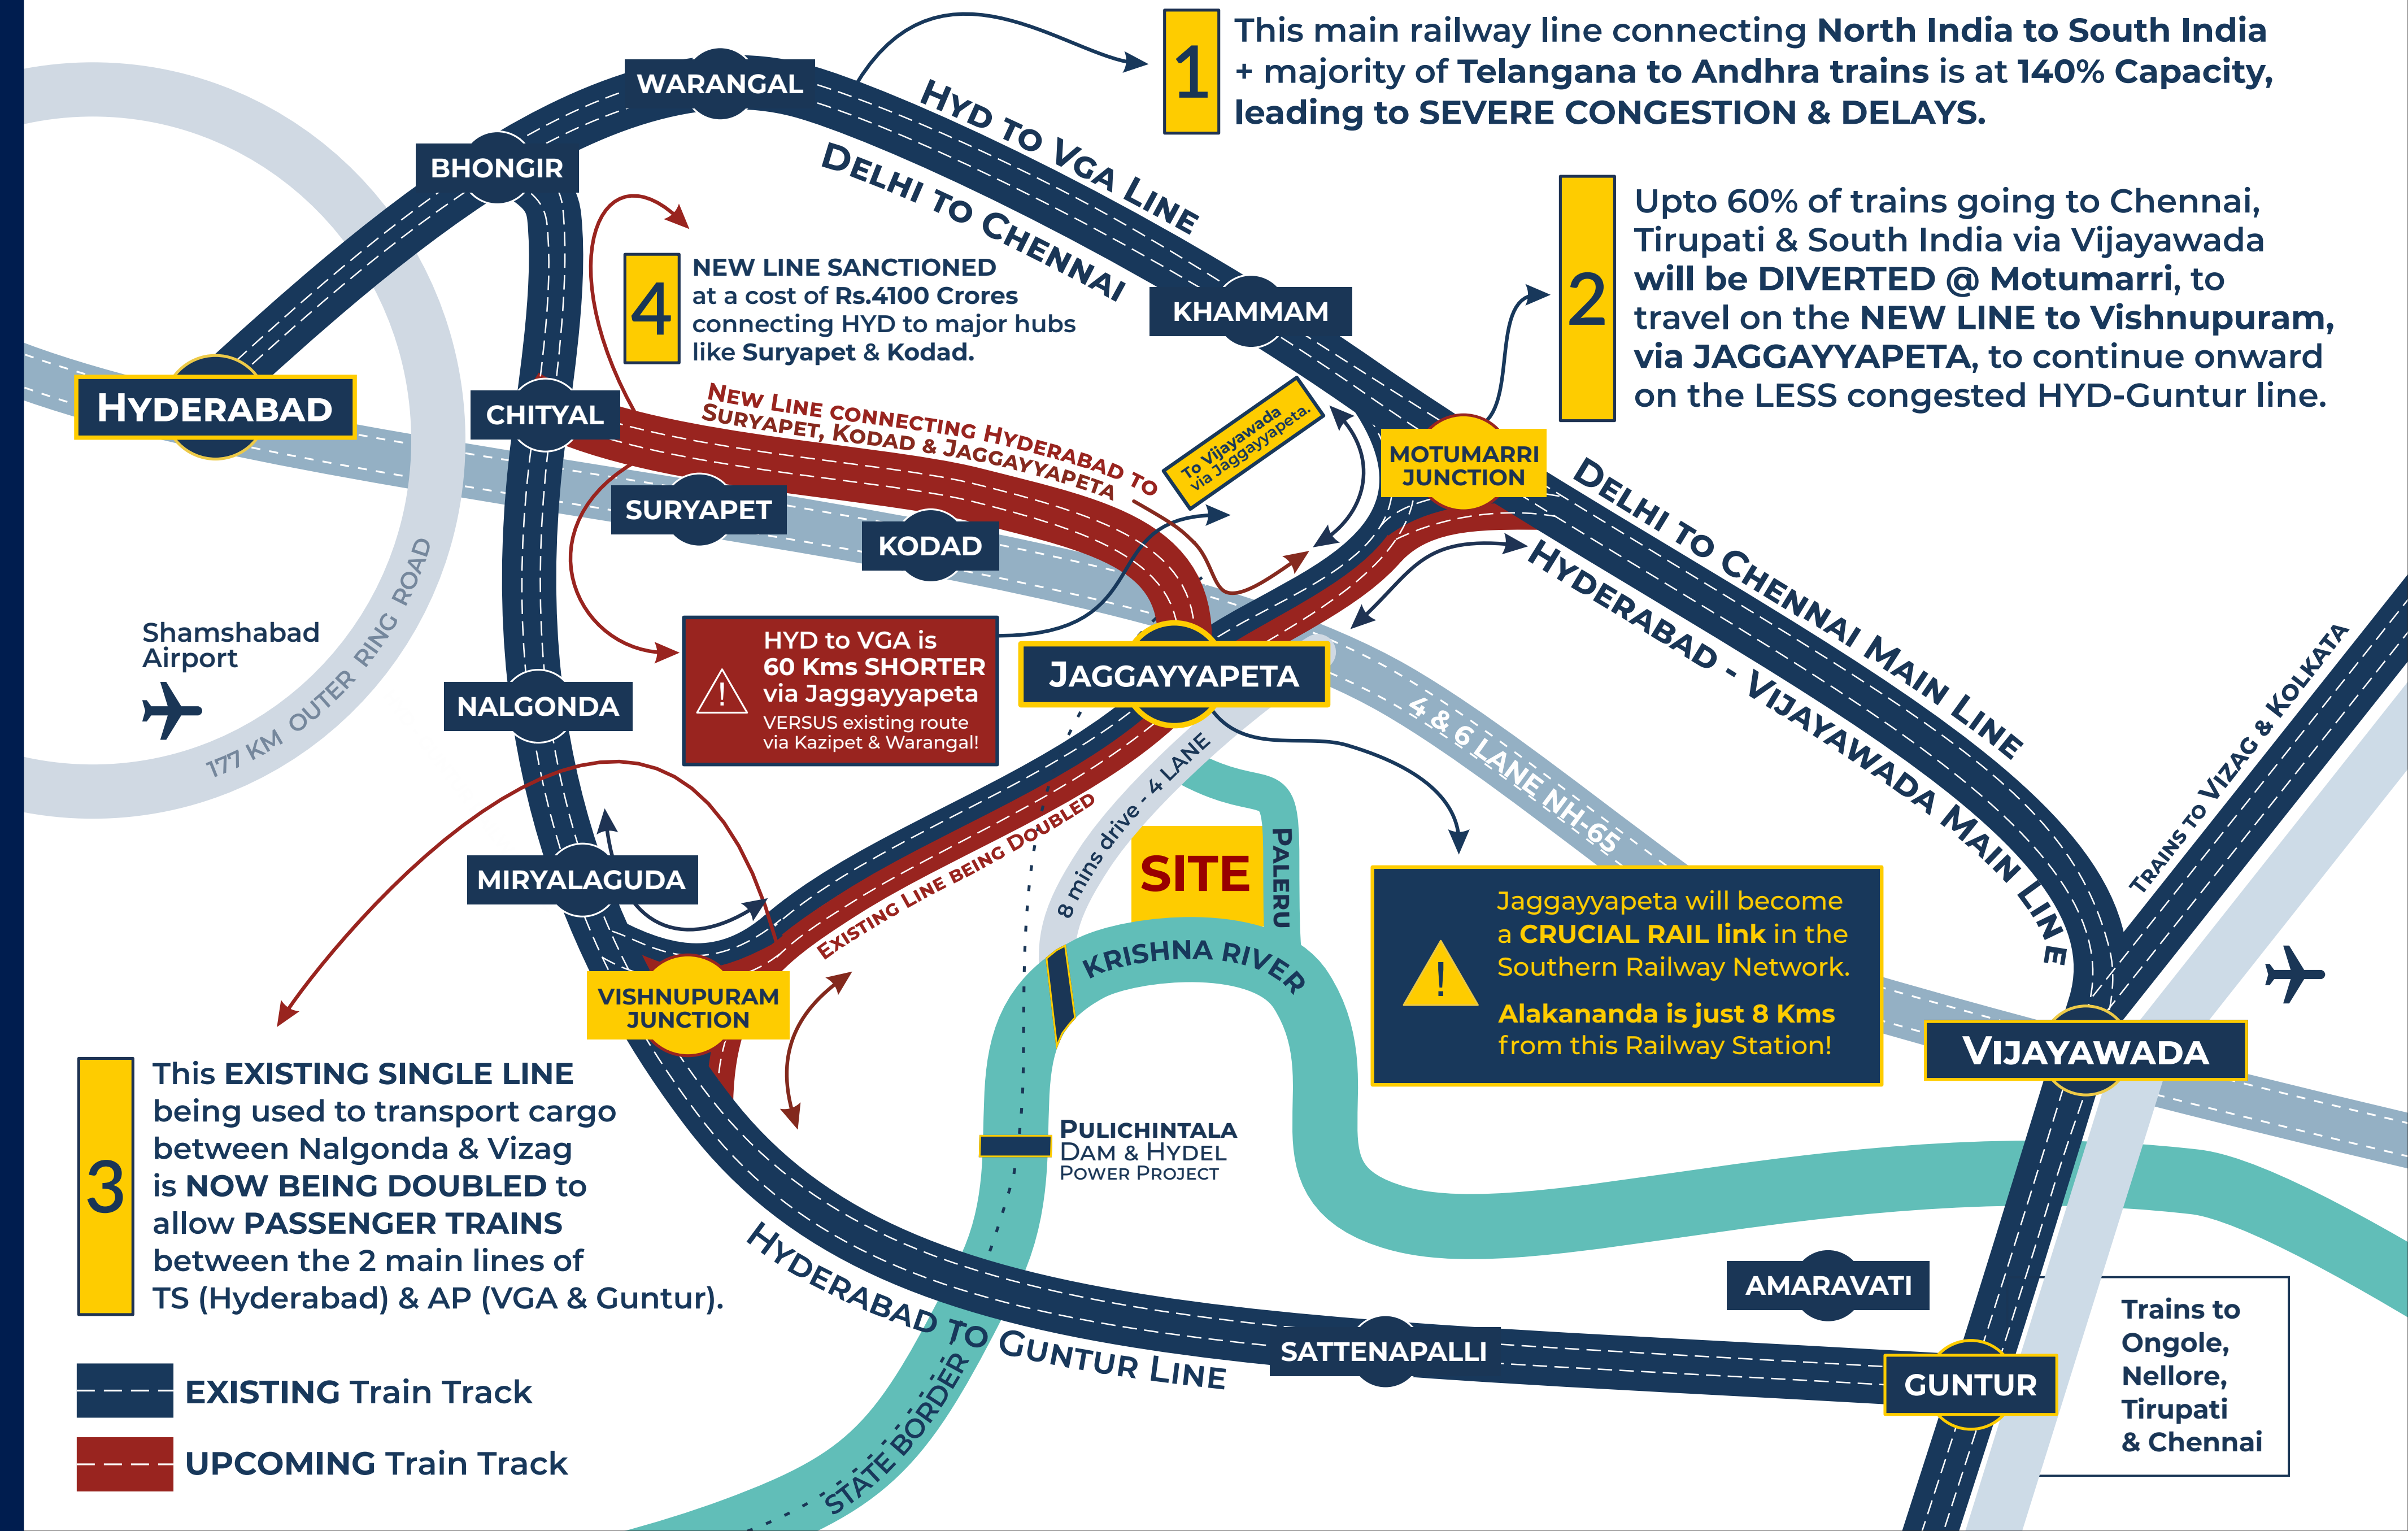 1
This main railway line connecting North India to South India
+ majority of Telangana to Andhra trains is at 140% Capacity,
leading to SEVERE CONGESTION & DELAYS.
WARANGAL
HYD TO VGA LINE
DELHI TO CHENNAI
BHONGIR
2
Upto 60% of trains going to Chennai,
Tirupati & South India via Vijayawada
will be DIVERTED @ Motumarri, to
travel on the NEW LINE to Vishnupuram,
via JAGGAYYAPETA, to continue onward
on the LESS congested HYD-Guntur line.
4
NEW LINE SANCTIONED
at a cost of Rs.4100 Crores
connecting HYD to major hubs
like Suryapet & Kodad.
KHAMMAM
HYDERABAD
CHITYAL
NEW LINE CONNECTING HYDERABAD TO
SURYAPET, KODAD & JAGGAYYAPETA
To Vijayawada
via Jaggayyapeta.
MOTUMARRI
JUNCTION
SURYAPET
KODAD
DELHI TO CHENNAI MAIN LINE
HYDERABAD - VIJAYAWADA MAIN LINE
Shamshabad
Airport
177 KM OUTER RING ROAD
HYD to VGA is
60 Kms SHORTER
via Jaggayyapeta
VERSUS existing route
via Kazipet & Warangal!
JAGGAYYAPETA
NALGONDA
4 & 6 LANE NH-65
TRAINS TO VIZAG & KOLKATA
8 mins drive - 4 LANE
EXISTING LINE BEING DOUBLED
MIRYALAGUDA
SITE
PALERU
KRISHNA RIVER
Jaggayyapeta will become
a CRUCIAL RAIL link in the
Southern Railway Network.
Alakananda is just 8 Kms
from this Railway Station!
VISHNUPURAM
JUNCTION
VIJAYAWADA
3
This EXISTING SINGLE LINE
being used to transport cargo
between Nalgonda & Vizag
is NOW BEING DOUBLED to
allow PASSENGER TRAINS
between the 2 main lines of
TS (Hyderabad) & AP (VGA & Guntur).
PULICHINTALA
DAM & HYDEL
POWER PROJECT
HYDERABAD TO GUNTUR LINE
STATE BORDER
SATTENAPALLI
AMARAVATI
GUNTUR
Trains to
Ongole,
Nellore,
Tirupati
& Chennai
EXISTING Train Track
UPCOMING Train Track